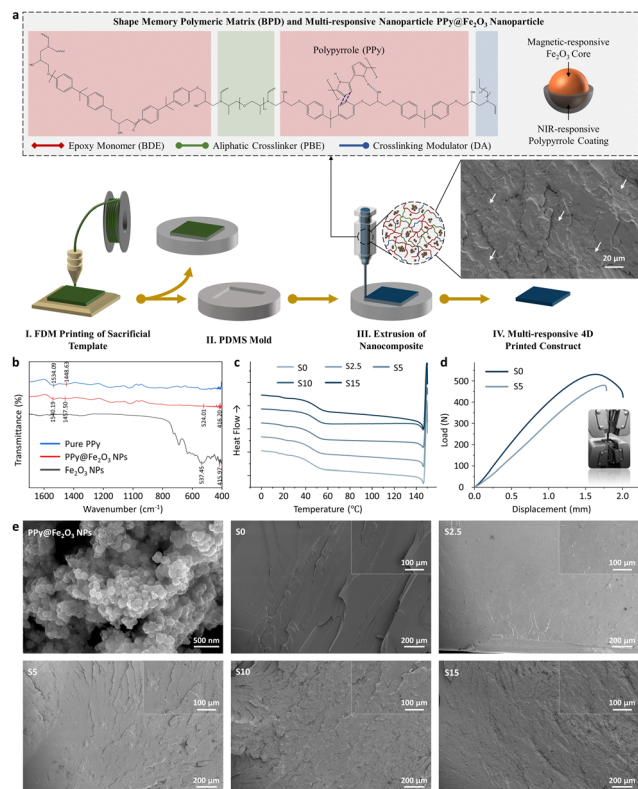 a
Shape Memory Polymeric Matrix (BPD) and Multi-responsive Nanoparticle PPy@Fe₂O₃ Nanoparticle
Polypyrrole (PPy)
Magnetic-responsive
Fe₂O₃ Core
NIR-responsive
Polypyrrole Coating
Epoxy Monomer (BDE)
Aliphatic Crosslinker (PBE)
Crosslinking Modulator (DA)
20 μm
I. FDM Printing of Sacrificial
Template
II. PDMS Mold
III. Extrusion of
Nanocomposite
IV. Multi-responsive 4D
Printed Construct
b
Transmittance (%)
1534.09
1448.63
1540.19
1457.50
524.01
416.20
537.45
415.97
Pure PPy
PPy@Fe₂O₃ NPs
Fe₂O₃ NPs
1600 1400 1200 1000 800 600 400
Wavenumber (cm⁻¹)
c
S0 S2.5 S5
S10 S15
Heat Flow →
0 20 40 60 80 100 120 140
Temperature (°C)
d
S0
S5
Load (N)
500
400
300
200
100
0
0.0 0.5 1.0 1.5 2.0
Displacement (mm)
e
PPy@Fe₂O₃ NPs
500 nm
S0
100 μm
200 μm
S2.5
100 μm
200 μm
S5
100 μm
200 μm
S10
100 μm
200 μm
S15
100 μm
200 μm